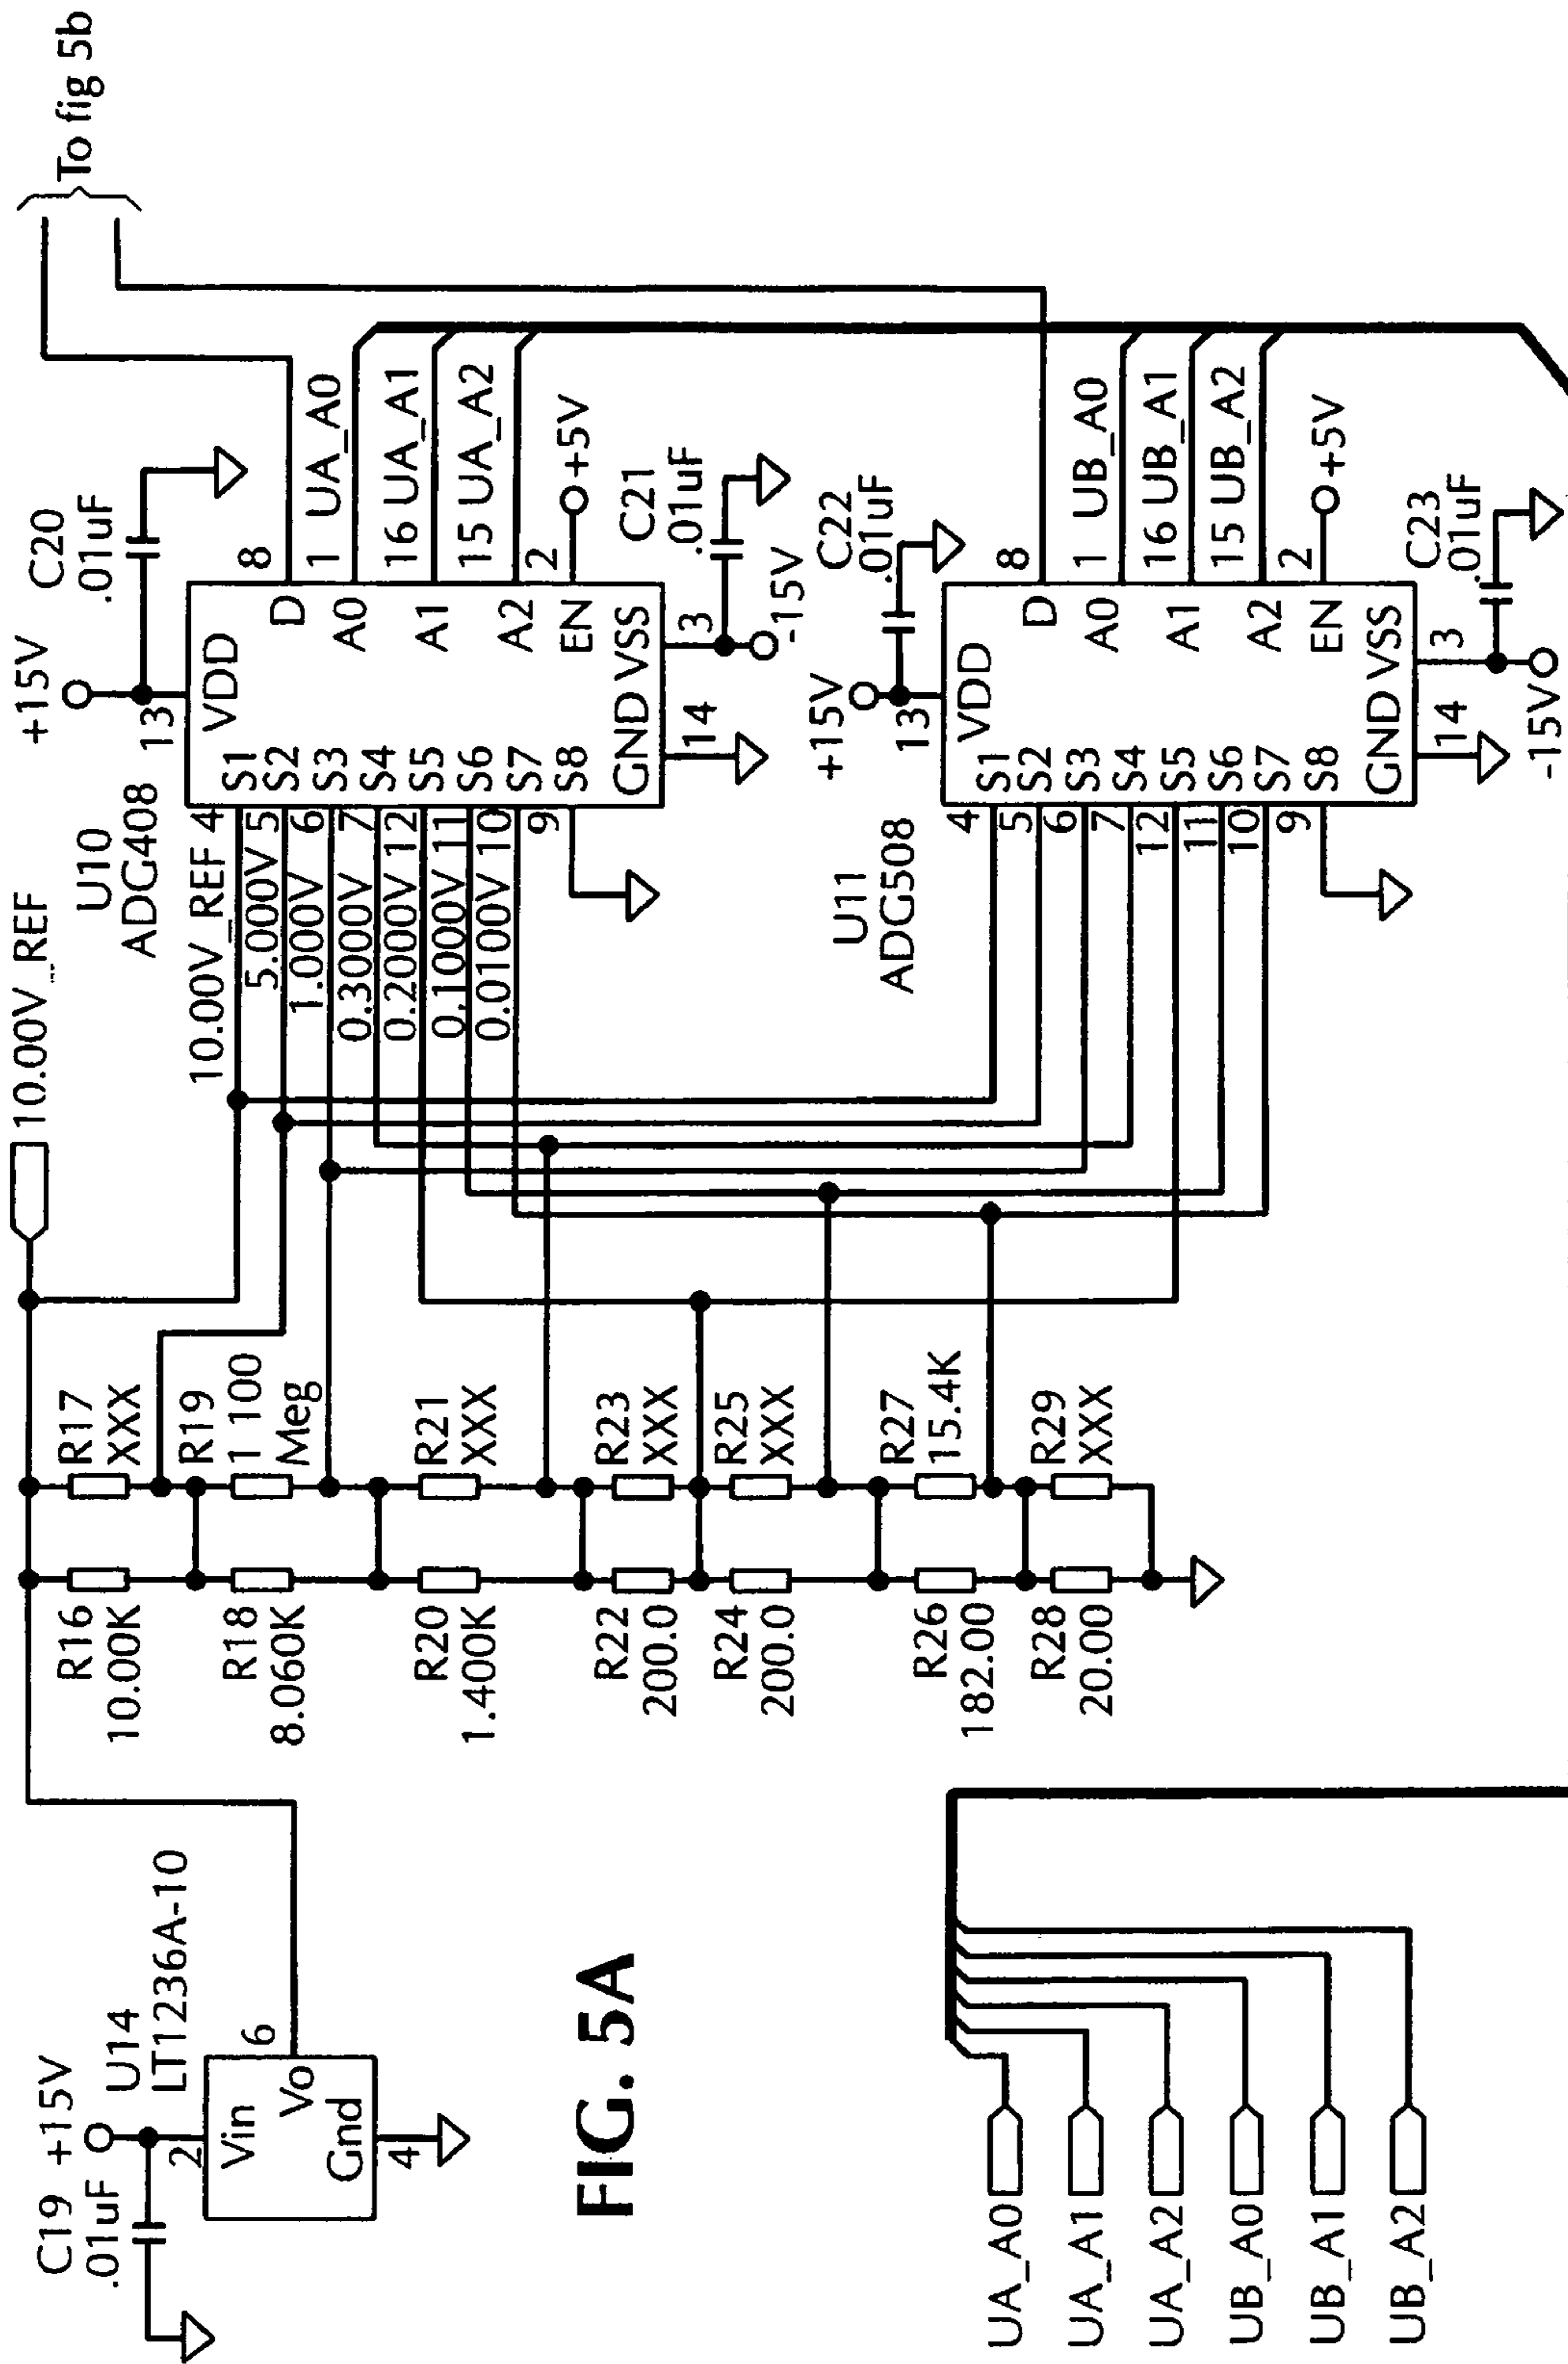 C19 +15V
.01uF
U14
LT1236A-10
2
Vin
6
Vo
Gnd
4
FIG. 5A
10.00V_REF
R16
10.00K
R17
XXX
R18
8.060K
R19
1 100
Meg
R20
1.400K
R21
XXX
R22
200.0
R23
XXX
R24
200.0
R25
XXX
R26
182.00
R27
15.4K
R28
20.00
R29
XXX
U10
ADG408
+15V
13
C20
.01uF
VDD
10.00V_REF 4
5.000V 5
1.000V 6
0.3000V 7
0.2000V 12
0.1000V 11
0.0100V 10
9
S1
S2
S3
S4
S5
S6
S7
S8
D
A0
A1
A2
EN
GND VSS
8
1 UA_A0
16 UA_A1
15 UA_A2
2
+5V
14
3
-15V
C21
.01uF
To fig 5b
U11
ADG508
+15V
13
C22
.01uF
VDD
4
5
6
7
12
11
10
9
S1
S2
S3
S4
S5
S6
S7
S8
D
A0
A1
A2
EN
GND VSS
8
1 UB_A0
16 UB_A1
15 UB_A2
2
+5V
14
3
-15V
C23
.01uF
UA_A0
UA_A1
UA_A2
UB_A0
UB_A1
UB_A2